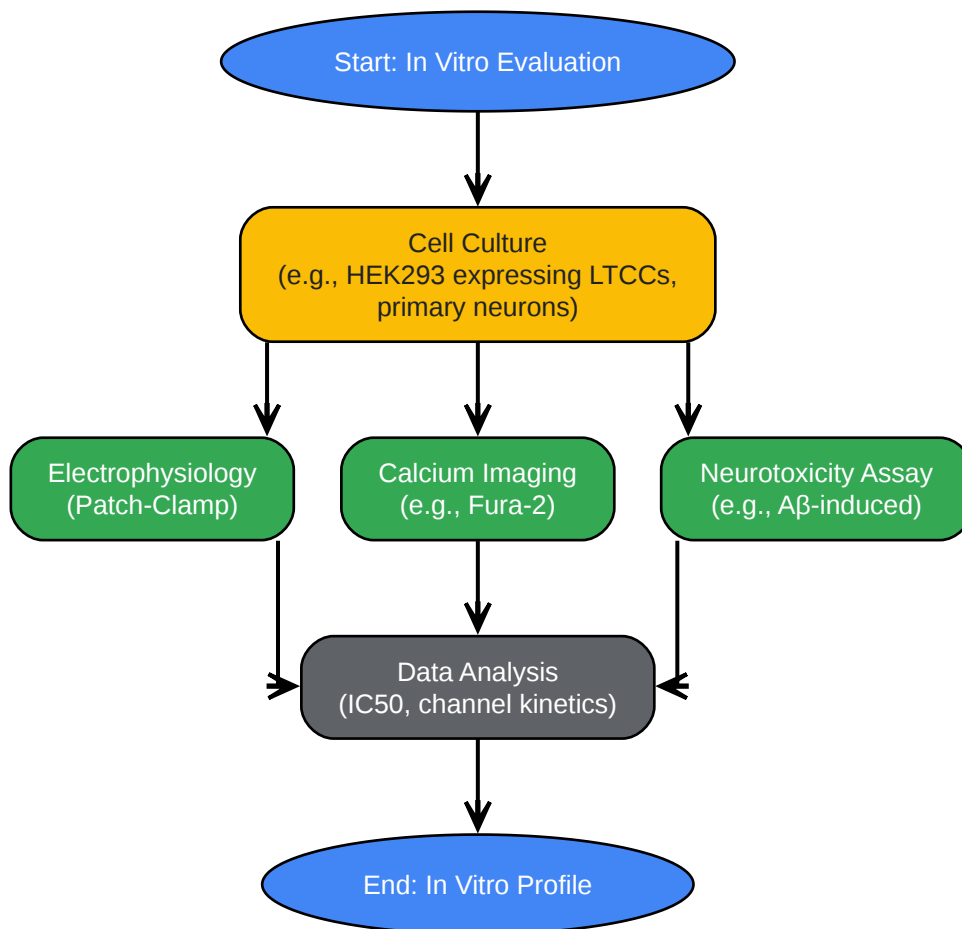 Start: In Vitro Evaluation
Cell Culture
(e.g., HEK293 expressing LTCCs,
primary neurons)
Electrophysiology
(Patch-Clamp)
Calcium Imaging
(e.g., Fura-2)
Neurotoxicity Assay
(e.g., Aβ-induced)
Data Analysis
(IC50, channel kinetics)
End: In Vitro Profile